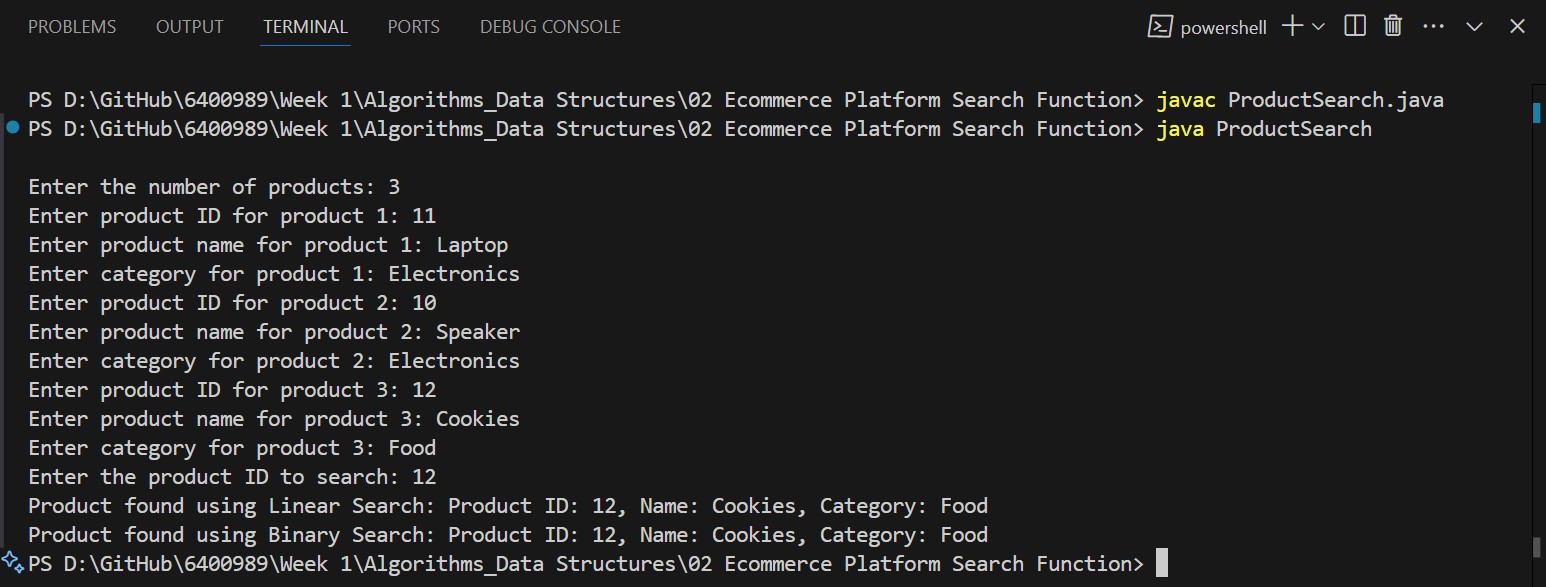 PROBLEMS OUTPUT TERMINAL PORTS DEBUG CONSOLE powershell
PS D:\GitHub\6400989\Week 1\Algorithms_Data Structures\02 Ecommerce Platform Search Function> javac ProductSearch.java
PS D:\GitHub\6400989\Week 1\Algorithms_Data Structures\02 Ecommerce Platform Search Function> java ProductSearch
Enter the number of products: 3
Enter product ID for product 1: 11
Enter product name for product 1: Laptop
Enter category for product 1: Electronics
Enter product ID for product 2: 10
Enter product name for product 2: Speaker
Enter category for product 2: Electronics
Enter product ID for product 3: 12
Enter product name for product 3: Cookies
Enter category for product 3: Food
Enter the product ID to search: 12
Product found using Linear Search: Product ID: 12, Name: Cookies, Category: Food
Product found using Binary Search: Product ID: 12, Name: Cookies, Category: Food
PS D:\GitHub\6400989\Week 1\Algorithms_Data Structures\02 Ecommerce Platform Search Function>